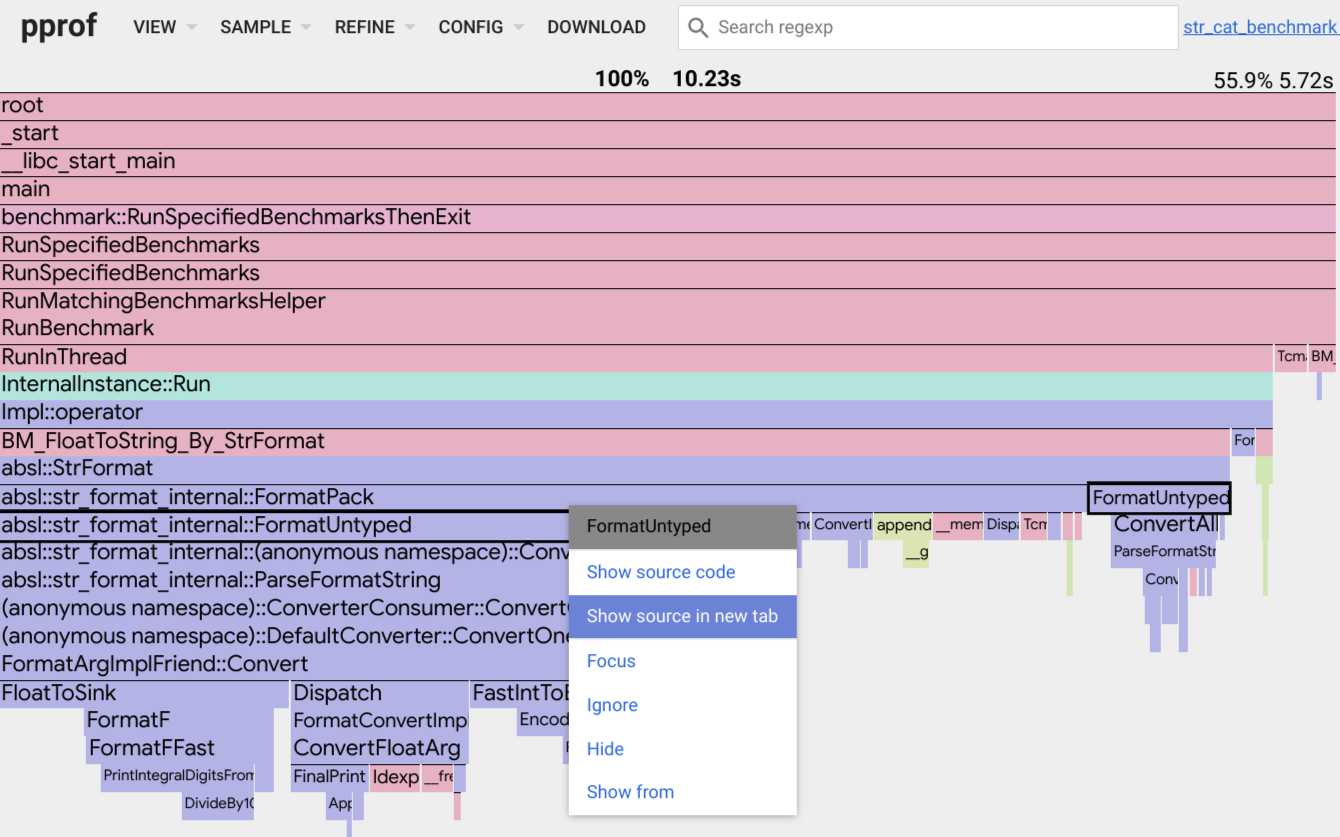 pprof VIEW SAMPLE REFINE CONFIG DOWNLOAD Search regexp str_cat_benchmark
100% 10.23s 55.9% 5.72s
root
_start
__libc_start_main
main
benchmark::RunSpecifiedBenchmarksThenExit
RunSpecifiedBenchmarks
RunSpecifiedBenchmarks
RunMatchingBenchmarksHelper
RunBenchmark
RunInThread Tcm BM_
InternalInstance::Run
Impl::operator
BM_FloatToString_By_StrFormat For
absl::StrFormat
absl::str_format_internal::FormatPack FormatUntyped
absl::str_format_internal::FormatUntyped ConvertI append __mem Disp Tcm ConvertAll
absl::str_format_internal::(anonymous namespace)::Conv __g ParseFormatStr
absl::str_format_internal::ParseFormatString Conv
(anonymous namespace)::ConverterConsumer::Convert
(anonymous namespace)::DefaultConverter::ConvertOne
FormatArgImplFriend::Convert
FloatToSink Dispatch FastIntTo
FormatF FormatConvertImp Encod
FormatFFast ConvertFloatArg
PrintIntegralDigitsFrom FinalPrint ldexp __fre
DivideBy10 App
FormatUntyped
Show source code
Show source in new tab
Focus
Ignore
Hide
Show from